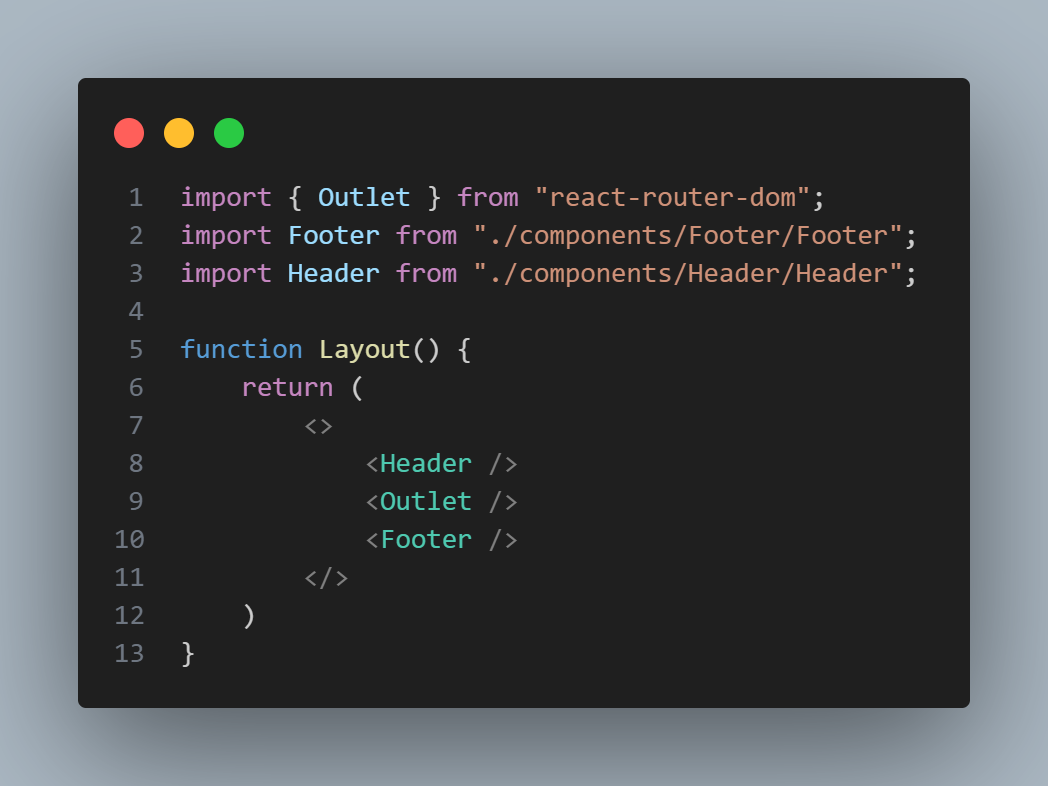 1 import { Outlet } from "react-router-dom";
2 import Footer from "./components/Footer/Footer";
3 import Header from "./components/Header/Header";
4
5 function Layout() {
6     return (
7         <>
8             <Header />
9             <Outlet />
10             <Footer />
11         </>
12     )
13 }